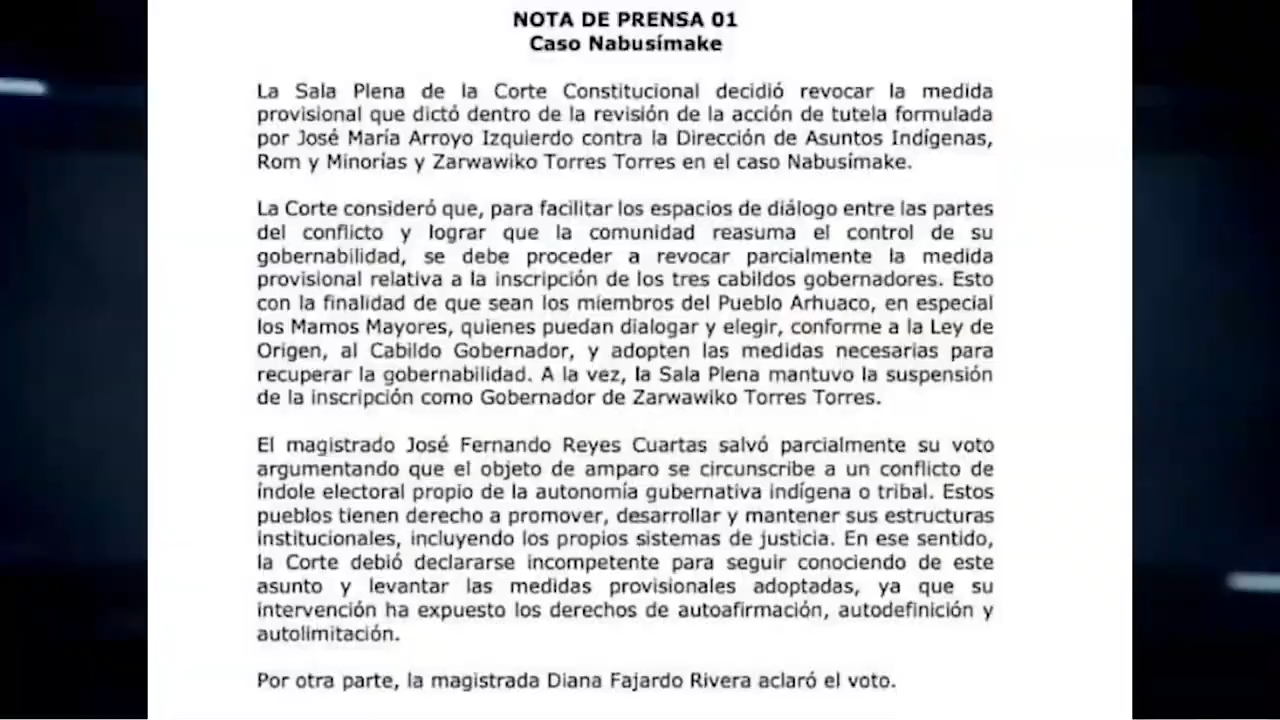 NOTA DE PRENSA 01
Caso Nabusímake
La Sala Plena de la Corte Constitucional decidió revocar la medida
provisional que dictó dentro de la revisión de la acción de tutela formulada
por José María Arroyo Izquierdo contra la Dirección de Asuntos Indígenas,
Rom y Minorías y Zarwawiko Torres Torres en el caso Nabusímake.
La Corte consideró que, para facilitar los espacios de diálogo entre las partes
del conflicto y lograr que la comunidad reasuma el control de su
gobernabilidad, se debe proceder a revocar parcialmente la medida
provisional relativa a la inscripción de los tres cabildos gobernadores. Esto
con la finalidad de que sean los miembros del Pueblo Arhuaco, en especial
los Mamos Mayores, quienes puedan dialogar y elegir, conforme a la Ley de
Origen, al Cabildo Gobernador, y adopten las medidas necesarias para
recuperar la gobernabilidad. A la vez, la Sala Plena mantuvo la suspensión
de la inscripción como Gobernador de Zarwawiko Torres Torres.
El magistrado José Fernando Reyes Cuartas salvó parcialmente su voto
argumentando que el objeto de amparo se circunscribe a un conflicto de
índole electoral propio de la autonomía gubernativa indígena o tribal. Estos
pueblos tienen derecho a promover, desarrollar y mantener sus estructuras
institucionales, incluyendo los propios sistemas de justicia. En ese sentido,
la Corte debió declararse incompetente para seguir conociendo de este
asunto y levantar las medidas provisionales adoptadas, ya que su
intervención ha expuesto los derechos de autoafirmación, autodefinición y
autolimitación.
Por otra parte, la magistrada Diana Fajardo Rivera aclaró el voto.